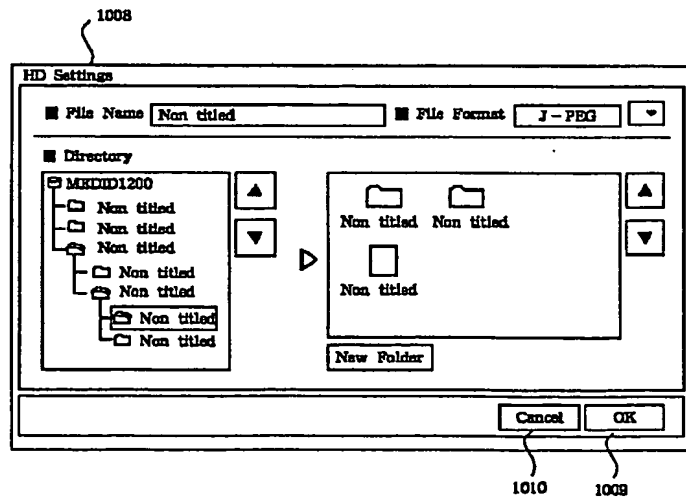 1008
HD Settings
File Name Non titled File Format J-PEG
Directory
MEDID1200
Non titled
Non titled
Non titled
Non titled
Non titled
Non titled
Non titled
Non titled Non titled
Non titled
New Folder
Cancel OK
1010 1009